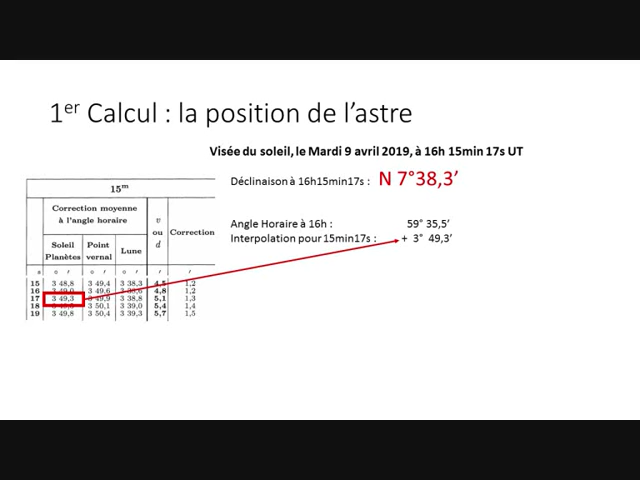 1er Calcul : la position de l'astre
Visée du soleil, le Mardi 9 avril 2019, à 16h 15min 17s UT
Déclinaison à 16h15min17s : N 7°38,3'
Angle Horaire à 16h : 59° 35,5'
Interpolation pour 15min17s : + 3° 49,3'
15m
Correction moyenne
à l'angle horaire
v
ou
d
Correction
Soleil
Planètes
Point
vernal
Lune
s o ′ o ′ o ′ ′ ′
15 3 48,8 3 49,4 3 38,3 4,5 1,2
16 3 49,0 4,8 1,2
17 3 49,3 3 49,9 3 38,8 5,1 1,3
18 3 50,1 3 39,0 5,4 1,4
19 3 49,8 3 50,4 3 39,3 5,7 1,5